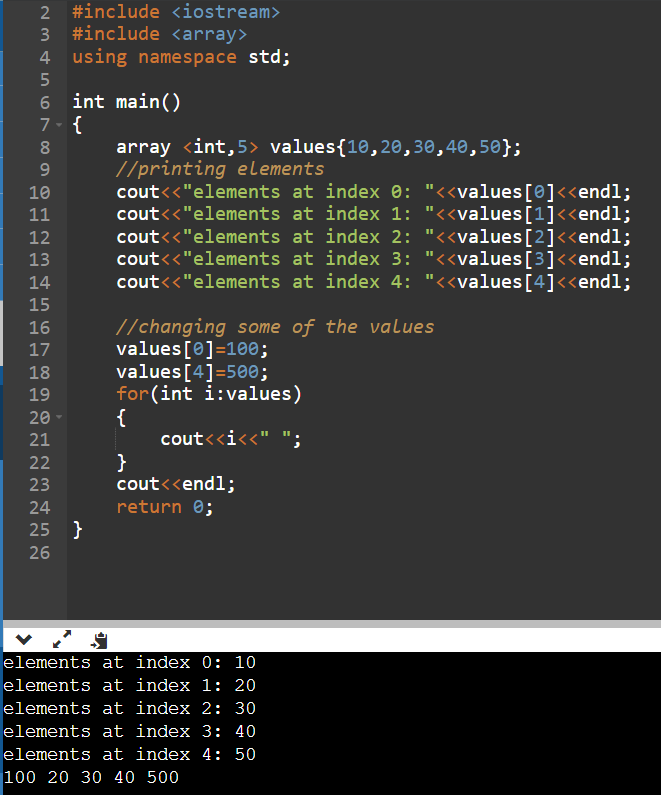 2 #include <iostream>
3 #include <array>
4 using namespace std;
5
6 int main()
7 {
8     array <int,5> values{10,20,30,40,50};
9     //printing elements
10     cout<<"elements at index 0: "<<values[0]<<endl;
11     cout<<"elements at index 1: "<<values[1]<<endl;
12     cout<<"elements at index 2: "<<values[2]<<endl;
13     cout<<"elements at index 3: "<<values[3]<<endl;
14     cout<<"elements at index 4: "<<values[4]<<endl;
15
16     //changing some of the values
17     values[0]=100;
18     values[4]=500;
19     for(int i:values)
20     {
21         cout<<i<<" ";
22     }
23     cout<<endl;
24     return 0;
25 }
26
elements at index 0: 10
elements at index 1: 20
elements at index 2: 30
elements at index 3: 40
elements at index 4: 50
100 20 30 40 500